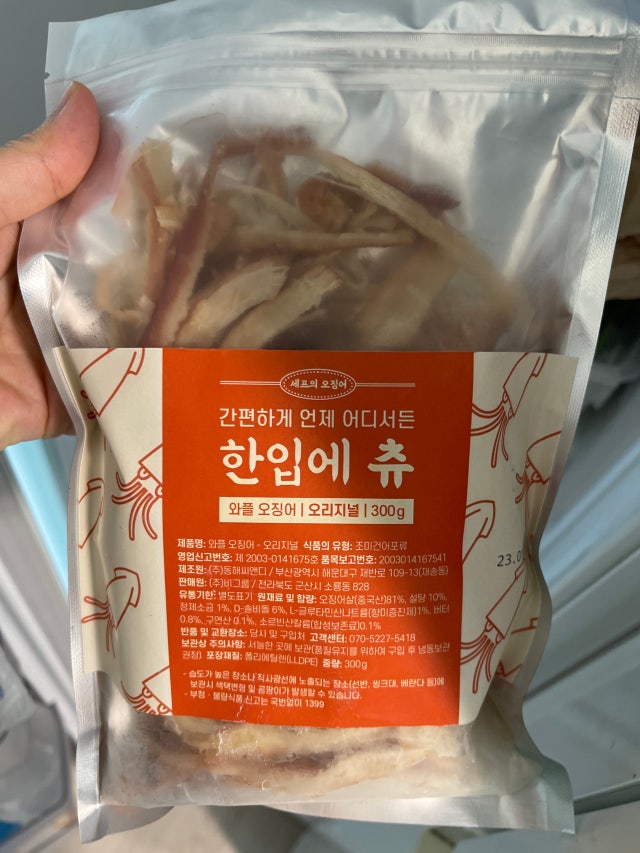 셰프의 오징어
간편하게 언제 어디서든
한입에 츄
와플 오징어 | 오리지널 | 300g
제품명: 와플 오징어 - 오리지널 식품의 유형: 조미건어포류
영업신고번호: 제 2003-0141675호 품목보고번호: 2003014167541
제조원: (주)동해씨앤디 / 부산광역시 해운대구 재반로 109-13(재송동)
판매원: (주)비그룹 / 전라북도 군산시 소룡동 828
유통기한: 별도표기 원재료 및 함량: 오징어살(중국산)81%, 설탕 10%,
정제소금 1%, D-솔비톨 6%, L-글루타민산나트륨(향미증진제)1%, 버터
0.8%, 구연산 0.1%, 소르빈산칼륨(합성보존료)0.1%
반품 및 교환장소: 당사 및 구입처 고객센터: 070-5227-5418
보관상 주의사항: 서늘한 곳에 보관(품질유지를 위하여 구입 후 냉동보관
권장) 포장재질: 폴리에틸렌(LLDPE) 중량: 300g
- 습도가 높은 장소나 직사광선에 노출되는 장소(선반, 씽크대, 베란다 등)에
보관시 색택변형 및 곰팡이가 발생할 수 있습니다.
- 부정·불량식품 신고는 국번없이 1399
23.0